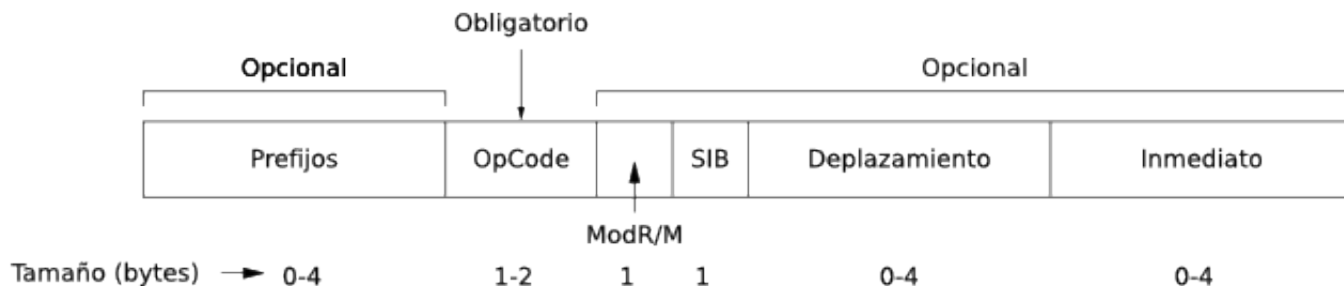 Obligatorio
Opcional
Opcional
Prefijos
OpCode
SIB
Deplazamiento
Inmediato
ModR/M
Tamaño (bytes) 0-4 1-2 1 1 0-4 0-4